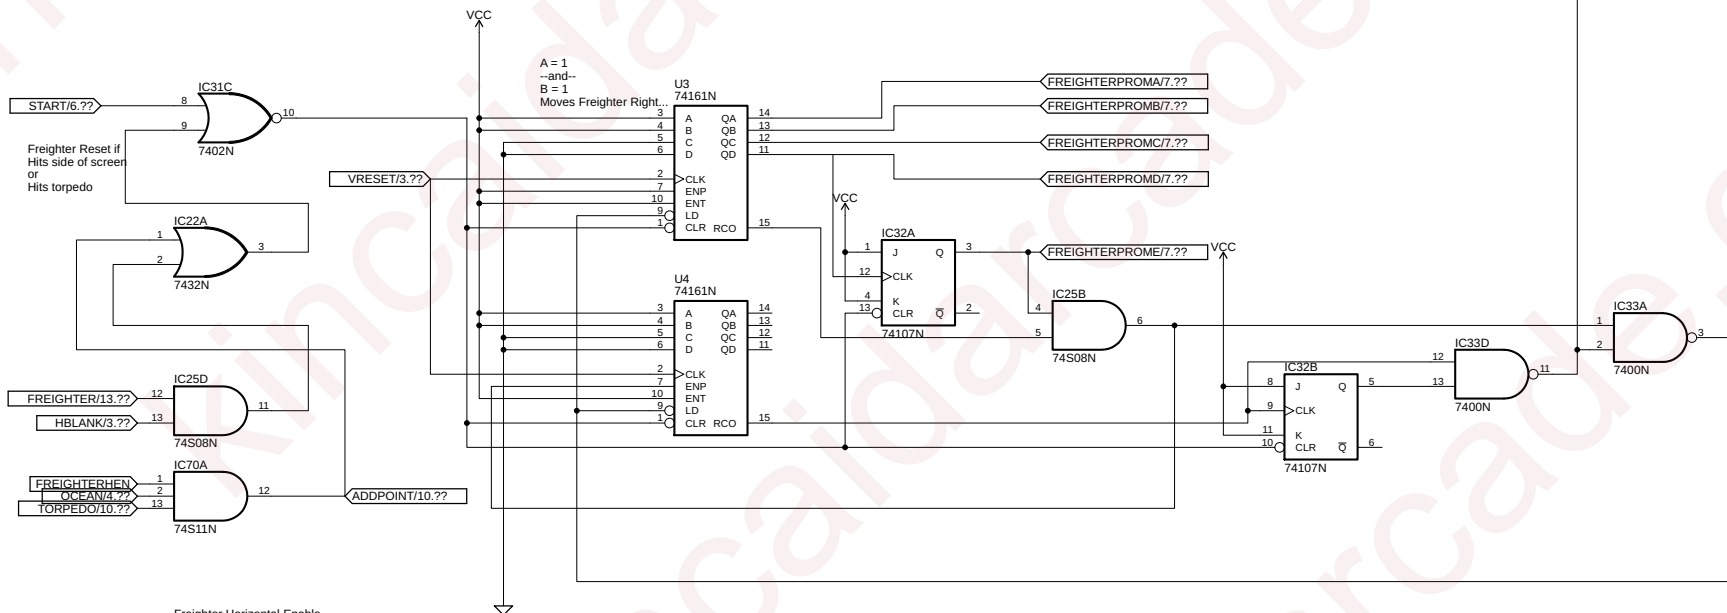 VCC
A = 1
--and--
B = 1
Moves Freighter Right...
IC31C
START/6.??
8
9
10
7402N
Freighter Reset if
Hits side of screen
or
Hits torpedo
IC22A
1
2
3
7432N
IC25D
FREIGHTER/13.??
HBLANK/3.??
12
13
11
74S08N
IC70A
FREIGHTERHEN
OCEAN/4.??
TORPEDO/10.??
1
2
13
12
74S11N
ADDPOINT/10.??
VRESET/3.??
U3
74161N
3 A QA 14
4 B QB 13
5 C QC 12
6 D QD 11
2 CLK
7 ENP
10 ENT
9 LD
1 CLR RCO 15
FREIGHTERPROMA/7.??
FREIGHTERPROMB/7.??
FREIGHTERPROMC/7.??
FREIGHTERPROMD/7.??
U4
74161N
3 A QA 14
4 B QB 13
5 C QC 12
6 D QD 11
2 CLK
7 ENP
10 ENT
9 LD
1 CLR RCO 15
VCC
IC32A
1 J Q 3
12 CLK
4 K
13 CLR Q 2
74107N
FREIGHTERPROME/7.??
IC25B
4
5
6
74S08N
VCC
IC32B
8 J Q 5
9 CLK
11 K
10 CLR Q 6
74107N
IC33D
12
13
11
7400N
IC33A
1
2
3
7400N
Freighter Horizontal Enable
kincaidarcade